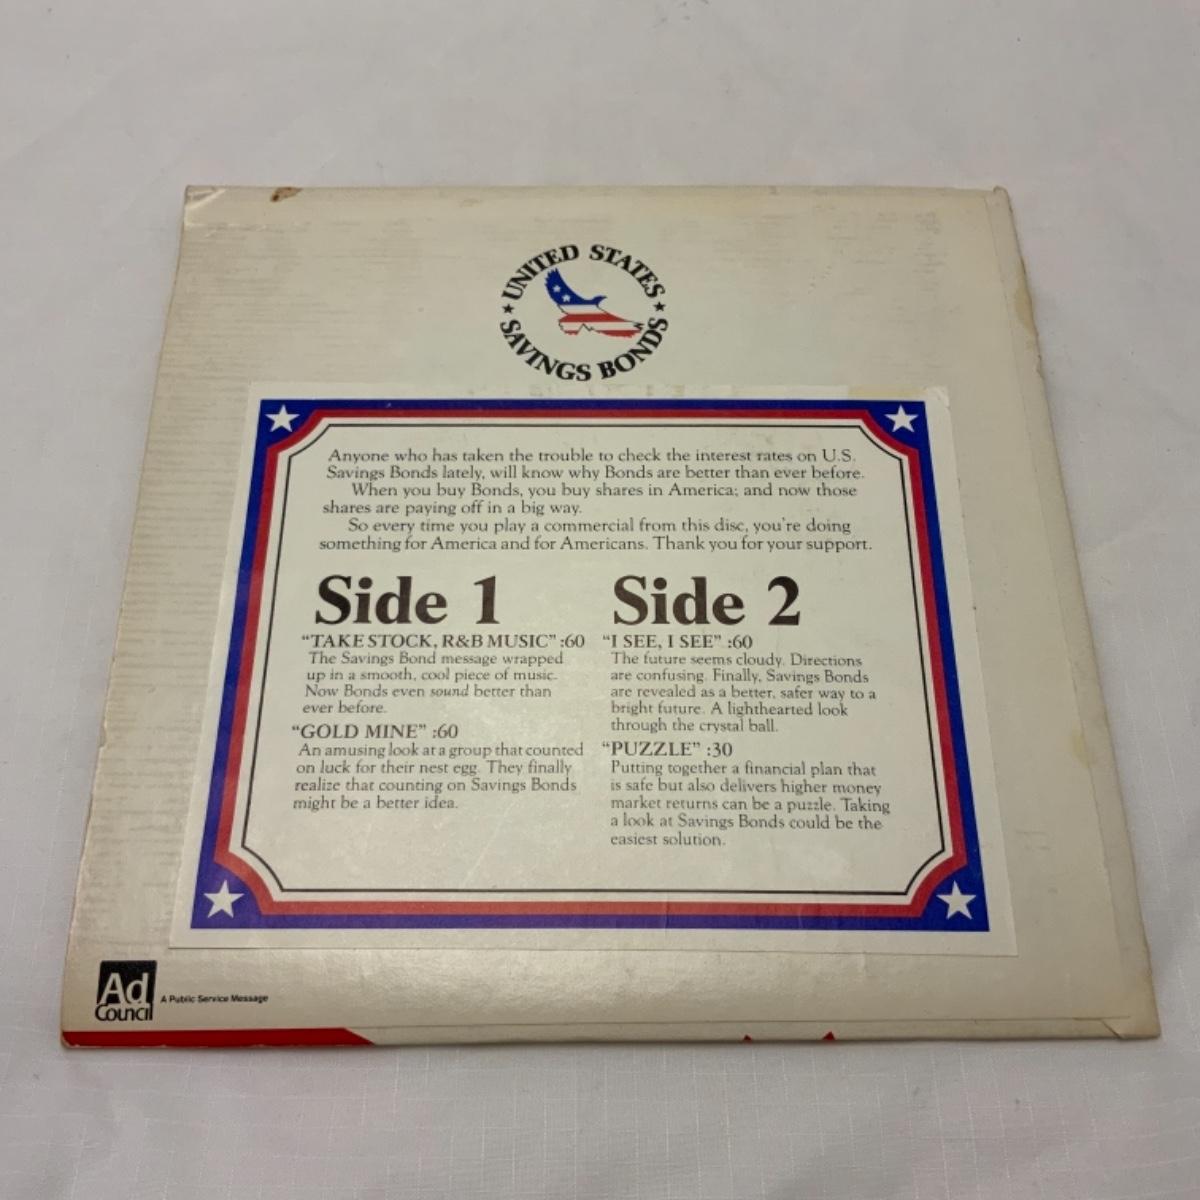 UNITED STATES
SAVINGS BONDS
Anyone who has taken the trouble to check the interest rates on U.S.
Savings Bonds lately, will know why Bonds are better than ever before.
When you buy Bonds, you buy shares in America; and now those
shares are paying off in a big way.
So every time you play a commercial from this disc, you're doing
something for America and for Americans. Thank you for your support.
Side 1
"TAKE STOCK, R&B MUSIC" :60
The Savings Bond message wrapped
up in a smooth, cool piece of music.
Now Bonds even sound better than
ever before.
"GOLD MINE" :60
An amusing look at a group that counted
on luck for their nest egg. They finally
realize that counting on Savings Bonds
might be a better idea.
Side 2
"I SEE, I SEE" :60
The future seems cloudy. Directions
are confusing. Finally, Savings Bonds
are revealed as a better, safer way to a
bright future. A lighthearted look
through the crystal ball.
"PUZZLE" :30
Putting together a financial plan that
is safe but also delivers higher money
market returns can be a puzzle. Taking
a look at Savings Bonds could be the
easiest solution.
Ad
Council
A Public Service Message